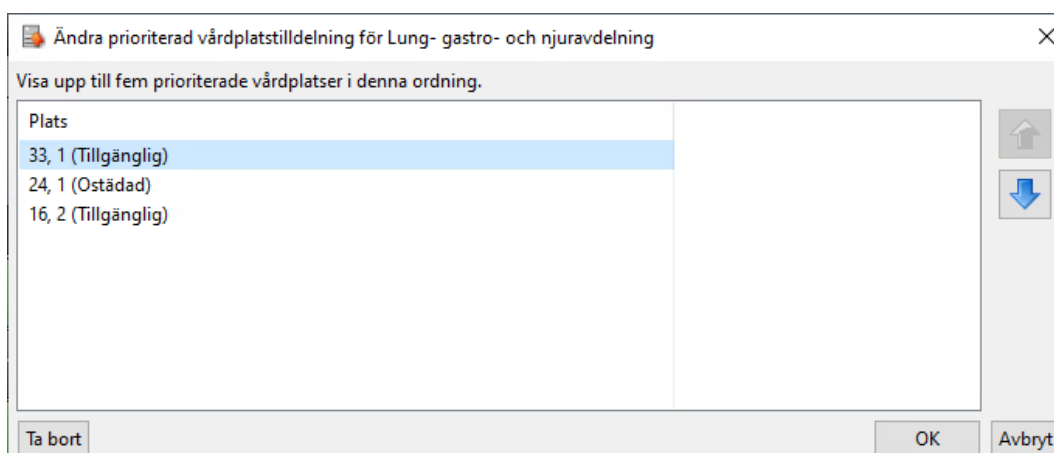 Ändra prioriterad vårdplatstilldelning för Lung- gastro- och njuravdelning
Visa upp till fem prioriterade vårdplatser i denna ordning.
Plats
33, 1 (Tillgänglig)
24, 1 (Ostädad)
16, 2 (Tillgänglig)
Ta bort
OK
Avbryt